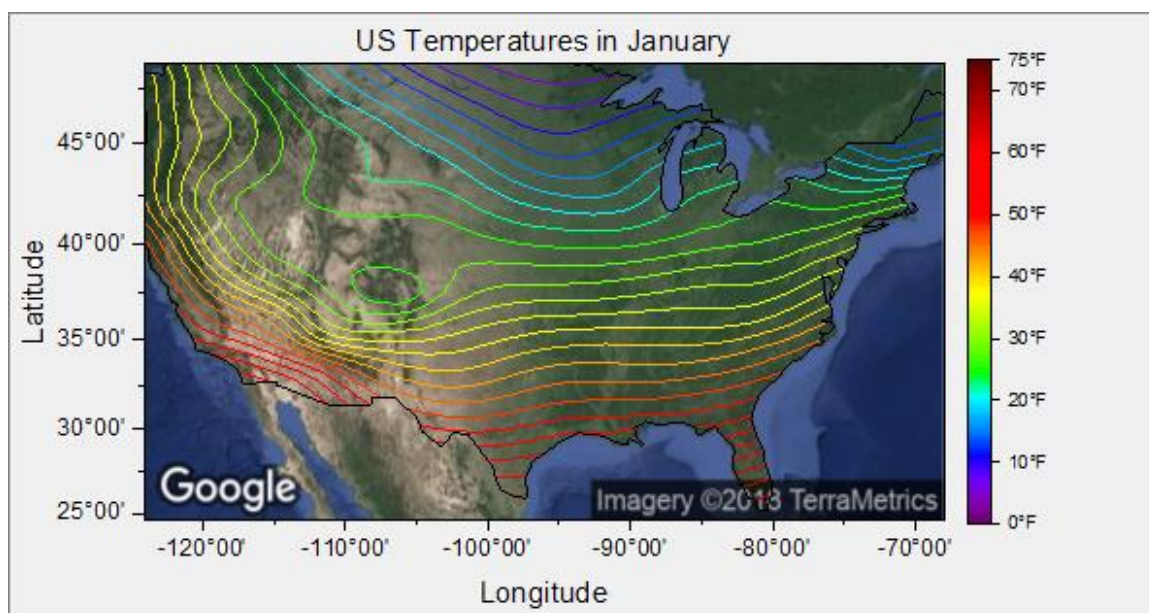 US Temperatures in January
75°F
70°F
60°F
50°F
40°F
30°F
20°F
10°F
0°F
Latitude
45°00'
40°00'
35°00'
30°00'
25°00'
Google
Imagery ©2018 TerraMetrics
-120°00'
-110°00'
-100°00'
-90°00'
-80°00'
-70°00'
Longitude